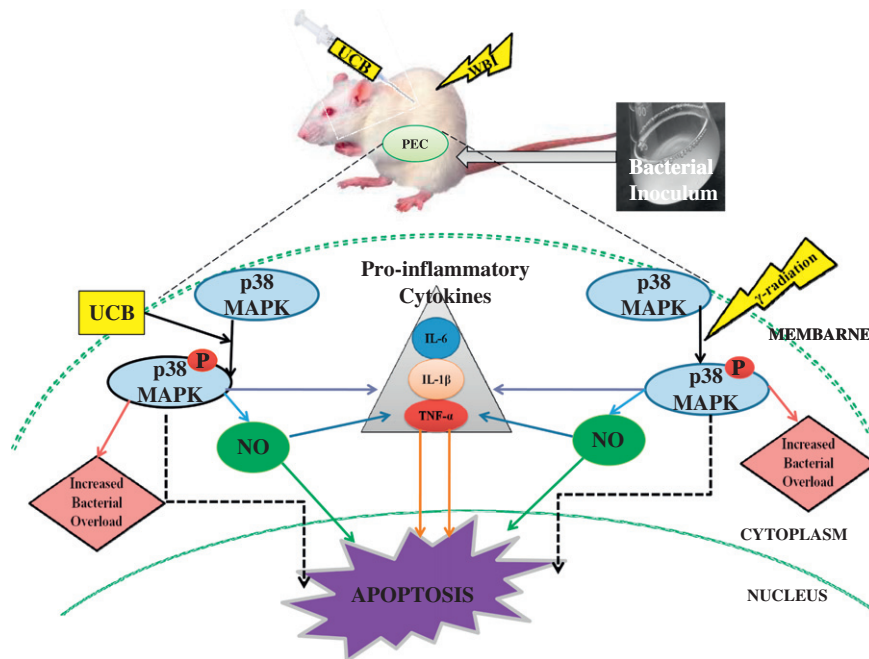 UCB
WBI
PEC
Bacterial
Inoculum
Pro-inflammatory
Cytokines
p38
MAPK
p38
MAPK
γ-radiation
UCB
MEMBARNE
IL-6
P
p38
MAPK
P
p38
MAPK
IL-1β
TNF-α
NO
NO
Increased
Bacterial
Overload
Increased
Bacterial
Overload
CYTOPLASM
APOPTOSIS
NUCLEUS